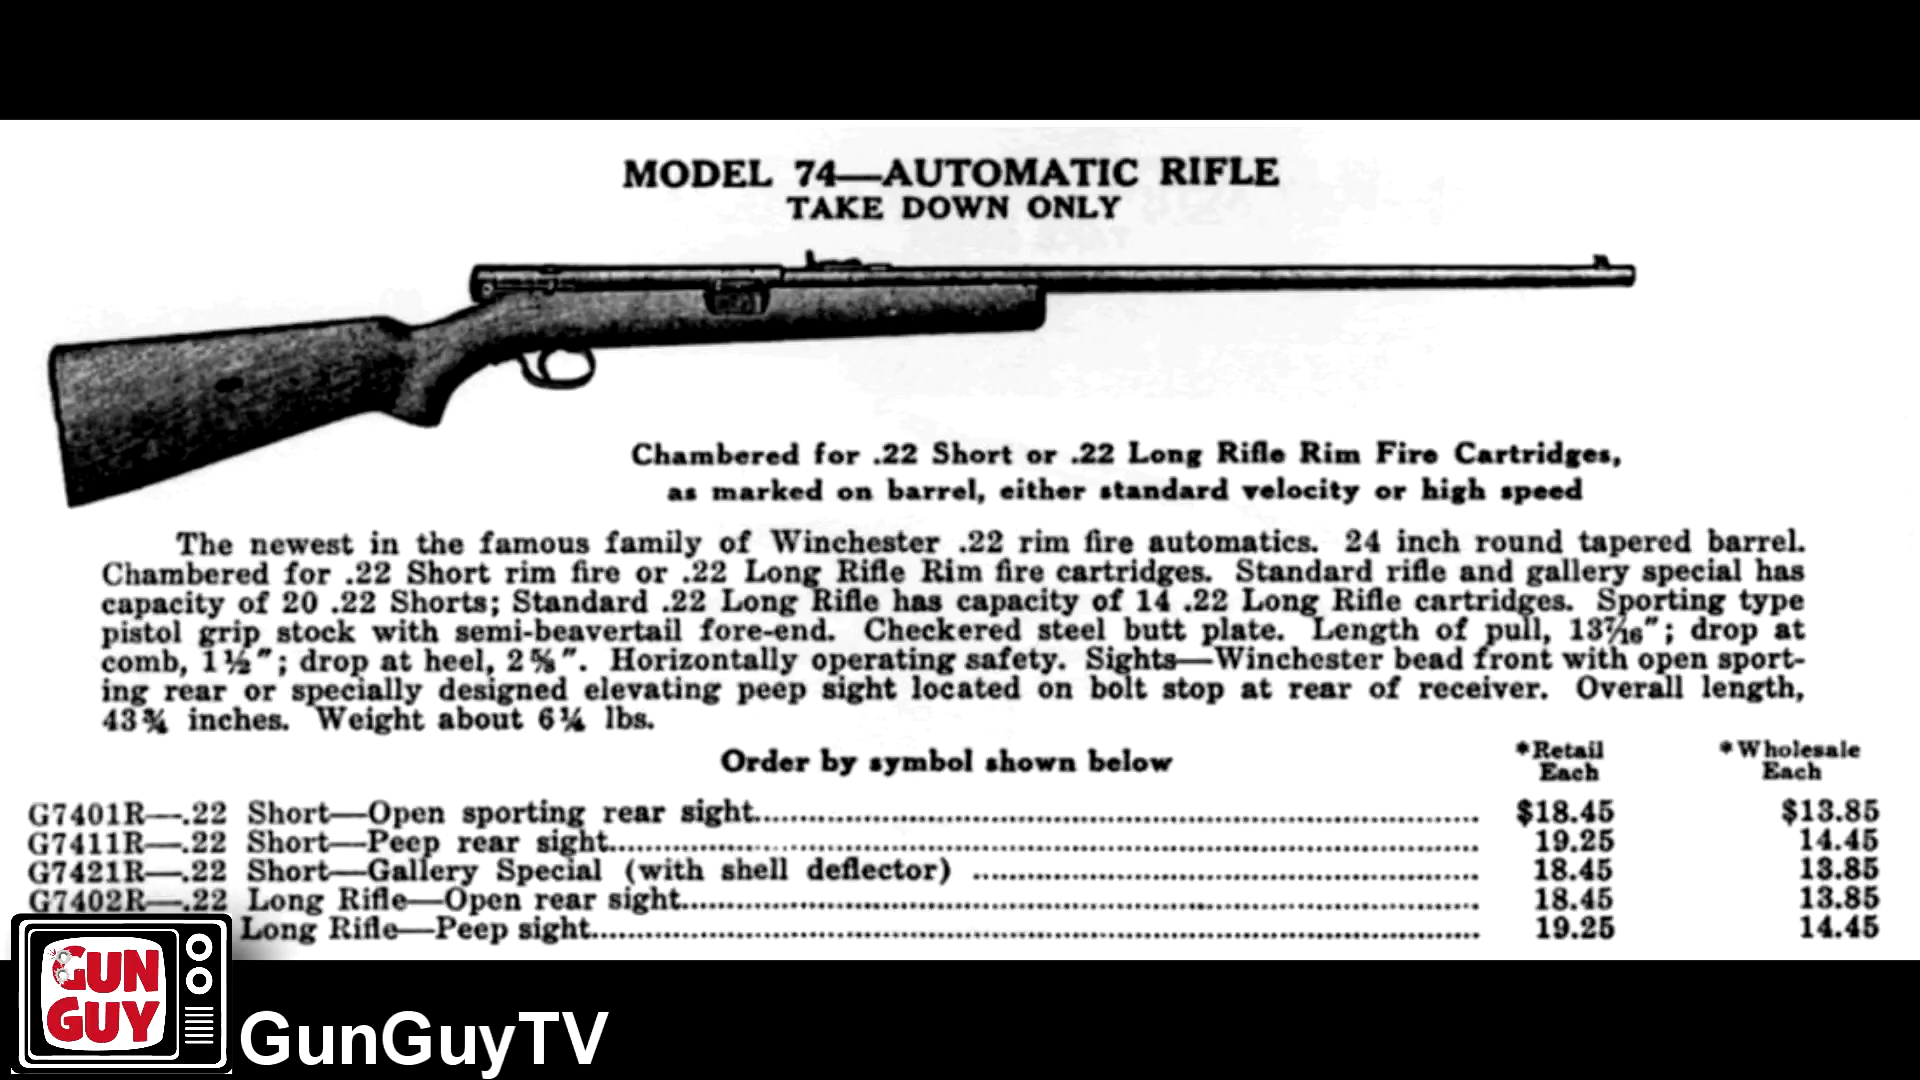 MODEL 74—AUTOMATIC RIFLE
TAKE DOWN ONLY
Chambered for .22 Short or .22 Long Rifle Rim Fire Cartridges,
as marked on barrel, either standard velocity or high speed
The newest in the famous family of Winchester .22 rim fire automatics. 24 inch round tapered barrel.
Chambered for .22 Short rim fire or .22 Long Rifle Rim fire cartridges. Standard rifle and gallery special has
capacity of 20 .22 Shorts; Standard .22 Long Rifle has capacity of 14 .22 Long Rifle cartridges. Sporting type
pistol grip stock with semi-beavertail fore-end. Checkered steel butt plate. Length of pull, 13 7/16"; drop at
comb, 1½"; drop at heel, 2⅝". Horizontally operating safety. Sights—Winchester bead front with open sport-
ing rear or specially designed elevating peep sight located on bolt stop at rear of receiver. Overall length,
43¾ inches. Weight about 6¼ lbs.
Order by symbol shown below *Retail Each *Wholesale Each
G7401R—.22 Short—Open sporting rear sight.......... $18.45 $13.85
G7411R—.22 Short—Peep rear sight.......... 19.25 14.45
G7421R—.22 Short—Gallery Special (with shell deflector) .......... 18.45 13.85
G7402R—.22 Long Rifle—Open rear sight.......... 18.45 13.85
Long Rifle—Peep sight.......... 19.25 14.45
GUN
GUY
GunGuyTV